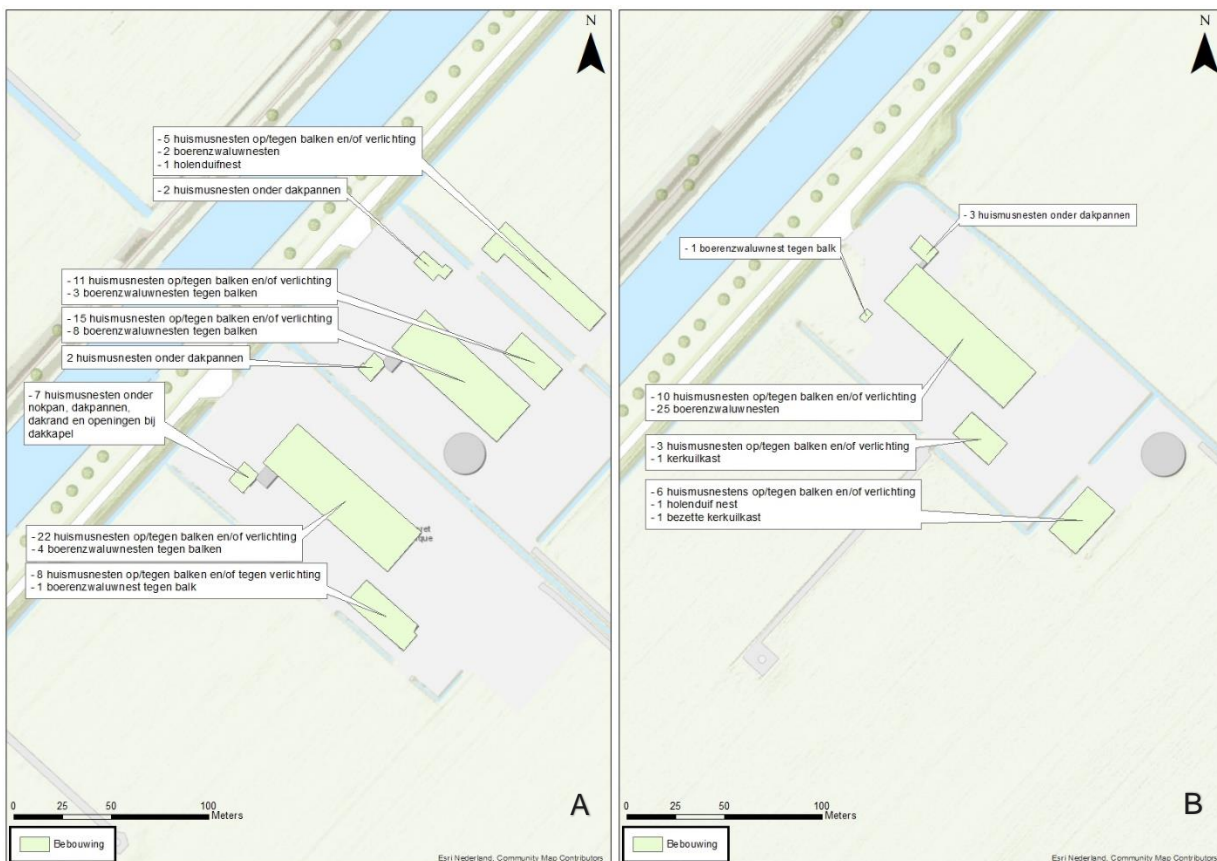 N
- 5 huismusnesten op/tegen balken en/of verlichting
- 2 boerenzwaluwnesten
- 1 holenduifnest
- 2 huismusnesten onder dakpannen
- 11 huismusnesten op/tegen balken en/of verlichting
- 3 boerenzwaluwnesten tegen balken
- 15 huismusnesten op/tegen balken en/of verlichting
- 8 boerenzwaluwnesten tegen balken
2 huismusnesten onder dakpannen
- 7 huismusnesten onder
nokpan, dakpannen,
dakrand en openingen bij
dakkapel
- 22 huismusnesten op/tegen balken en/of verlichting
- 4 boerenzwaluwnesten tegen balken
- 8 huismusnesten op/tegen balken en/of tegen verlichting
- 1 boerenzwaluwnest tegen balk
0 25 50 100
Meters
A
Bebouwing
Esri Nederland, Community Map Contributors
N
- 3 huismusnesten onder dakpannen
- 1 boerenzwaluwnest tegen balk
- 10 huismusnesten op/tegen balken en/of verlichting
- 25 boerenzwaluwnesten
- 3 huismusnesten op/tegen balken en/of verlichting
- 1 kerkuilkast
- 6 huismusnestens op/tegen balken en/of verlichting
- 1 holenduif nest
- 1 bezette kerkuilkast
0 25 50 100
Meters
B
Bebouwing
Esri Nederland, Community Map Contributors